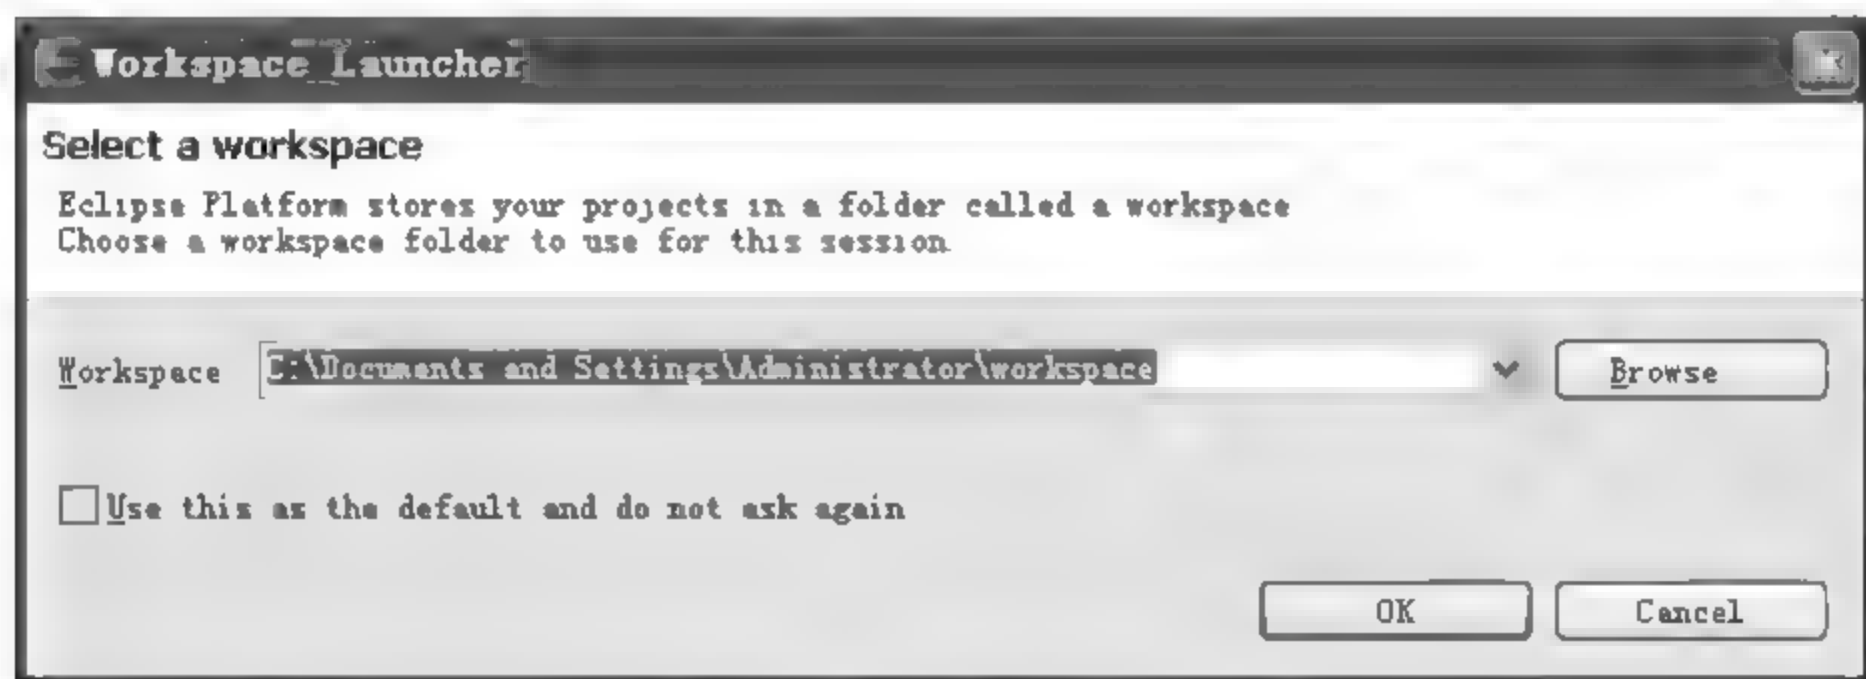 Workspace Launcher
Select a workspace
Eclipse Platform stores your projects in a folder called a workspace
Choose a workspace folder to use for this session
Workspace C:\Documents and Settings\Administrator\workspace Browse
Use this as the default and do not ask again
OK Cancel